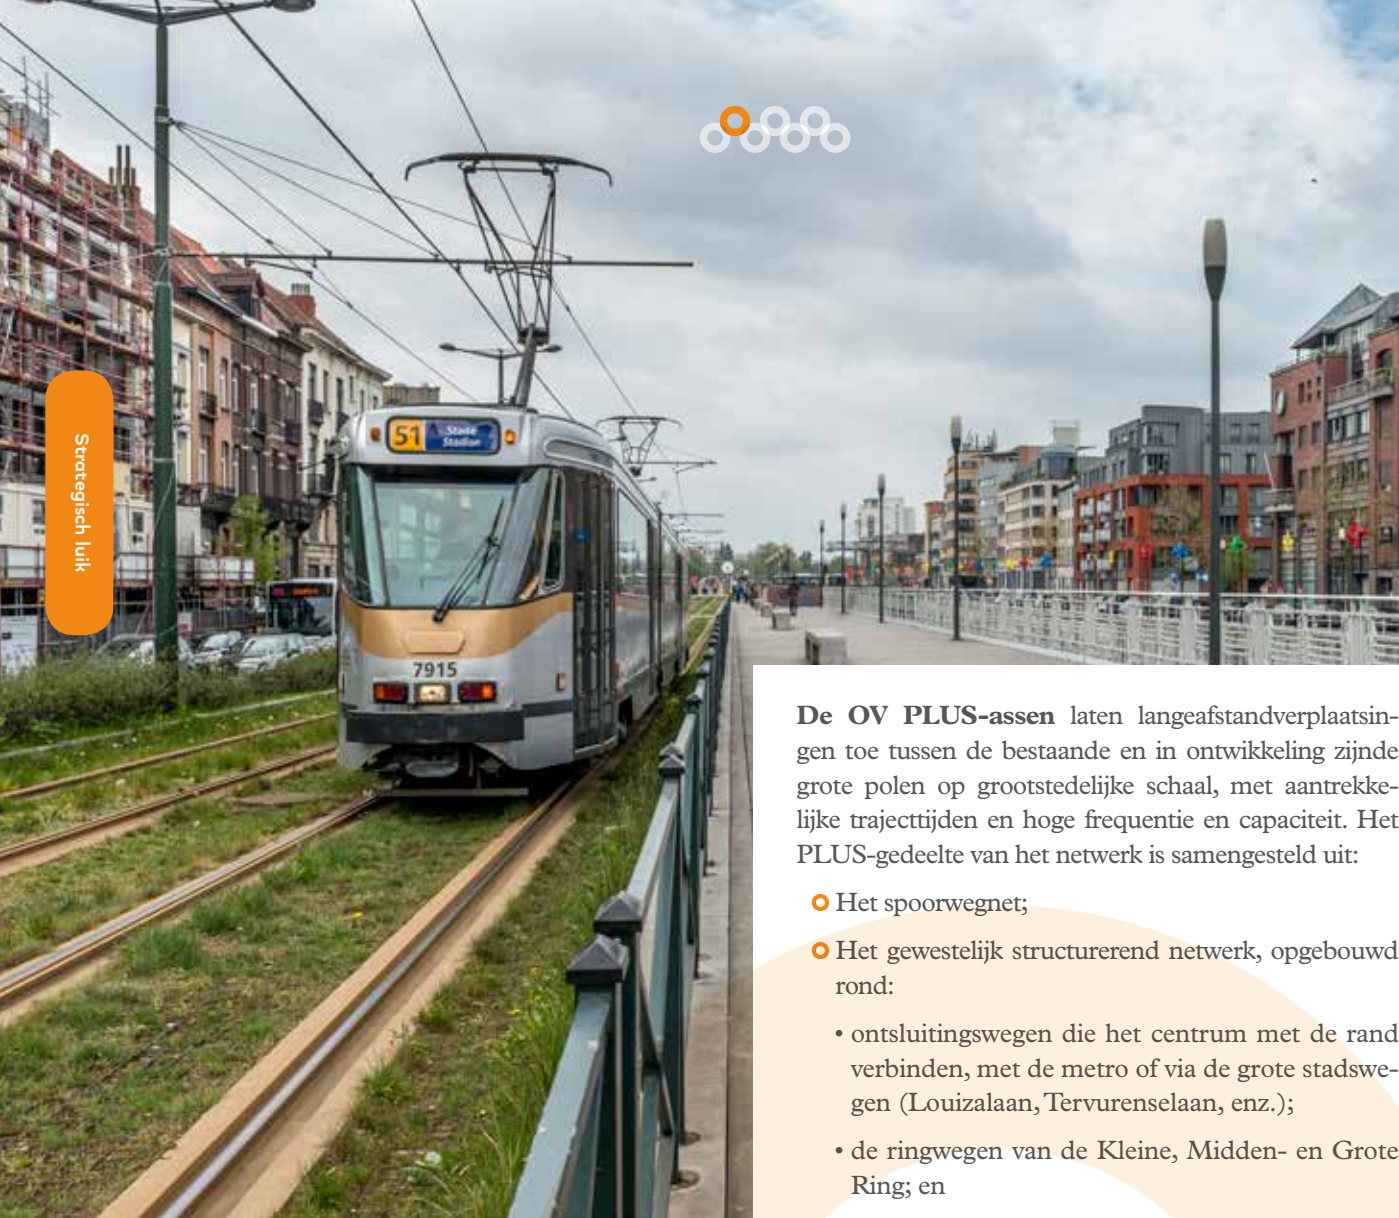 51
Stade
Stadion
Strategisch luik
7915
De OV PLUS-assen laten langeafstandverplaatsin-
gen toe tussen de bestaande en in ontwikkeling zijnde
grote polen op grootstedelijke schaal, met aantrekke-
lijke trajecttijden en hoge frequentie en capaciteit. Het
PLUS-gedeelte van het netwerk is samengesteld uit:
Het spoorwegnet;
Het gewestelijk structurerend netwerk, opgebouwd
rond:
• ontsluitingswegen die het centrum met de rand
verbinden, met de metro of via de grote stadswe-
gen (Louizalaan, Tervurenselaan, enz.);
• de ringwegen van de Kleine, Midden- en Grote
Ring; en